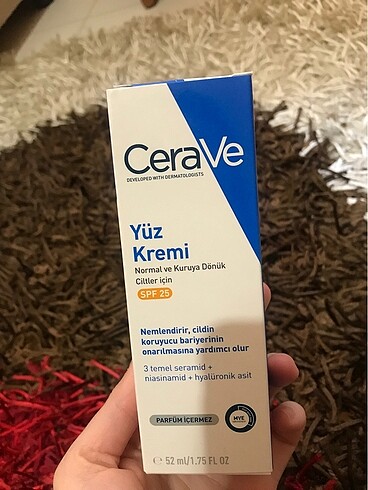 CeraVe
DEVELOPED WITH DERMATOLOGISTS
Yüz
Kremi
Normal ve Kuruya Dönük
Ciltler için
SPF 25
Nemlendirir, cildin
koruyucu bariyerinin
onarılmasına yardımcı olur
3 temel seramid +
niasinamid + hyalüronik asit
PARFÜM İÇERMEZ
MVE
℮ 52 ml/1.75 FL OZ